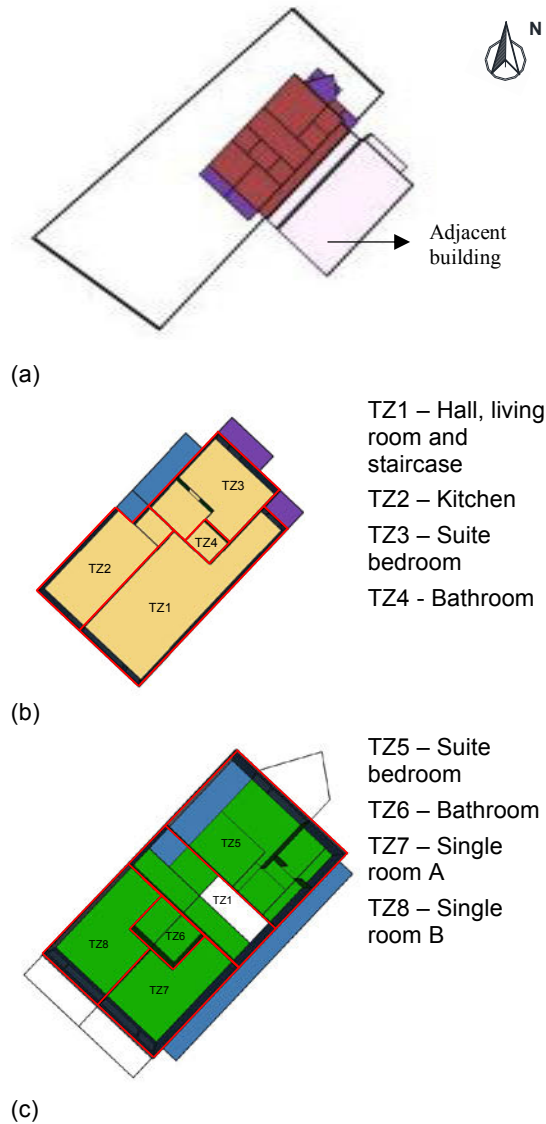 N
Adjacent
building
(a)
TZ1 – Hall, living
room and
staircase
TZ2 – Kitchen
TZ3 – Suite
bedroom
TZ4 - Bathroom
TZ3
TZ4
TZ2
TZ1
(b)
TZ5 – Suite
bedroom
TZ6 – Bathroom
TZ7 – Single
room A
TZ8 – Single
room B
TZ5
TZ1
TZ6
TZ8
TZ7
(c)